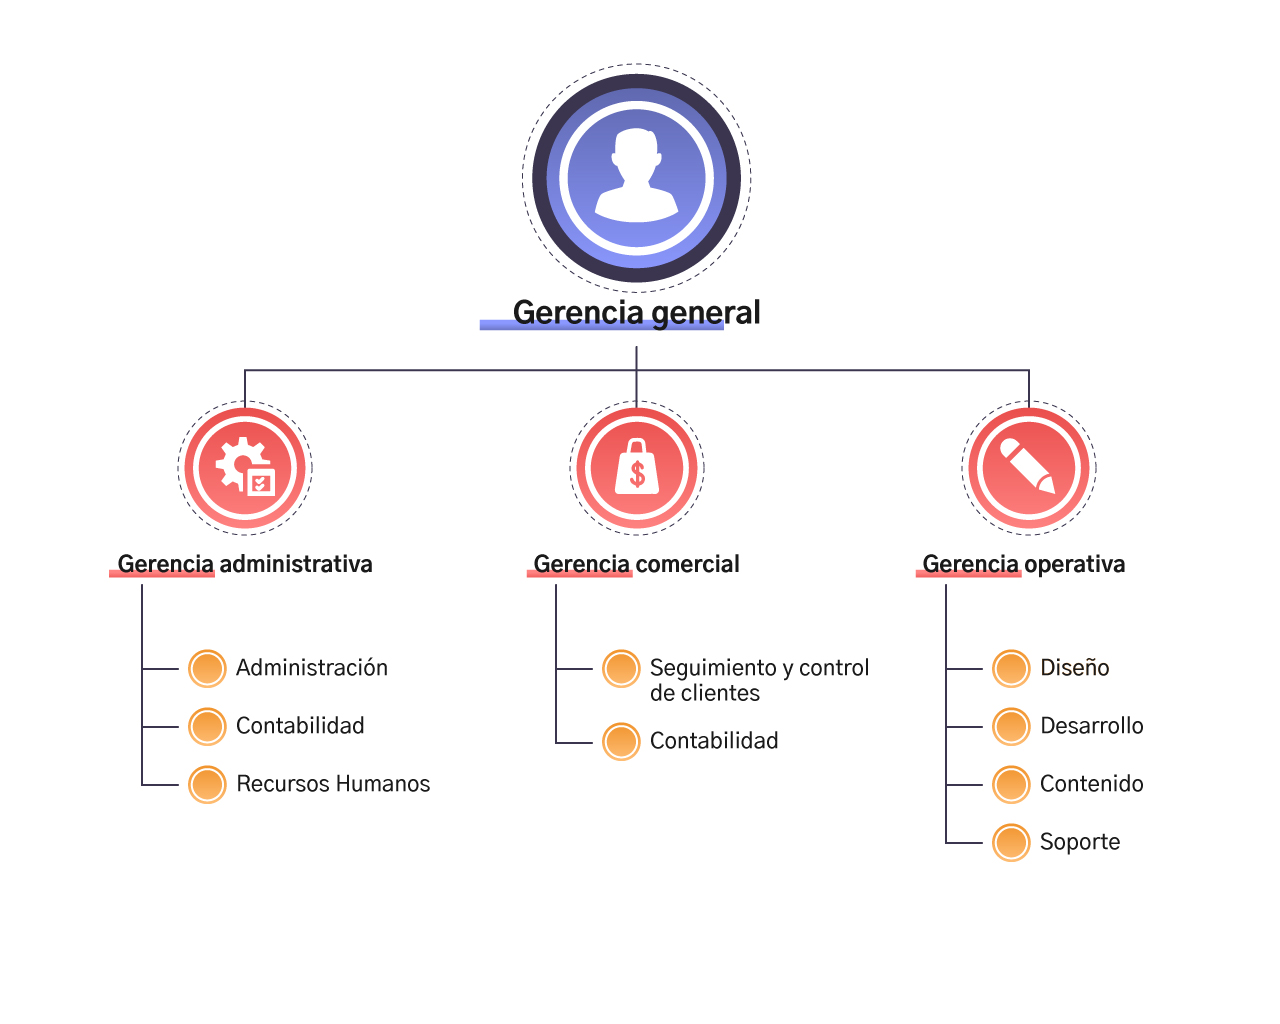 Gerencia general
Gerencia administrativa
Administración
Contabilidad
Recursos Humanos
Gerencia comercial
$
Seguimiento y control
de clientes
Contabilidad
Gerencia operativa
Diseño
Desarrollo
Contenido
Soporte